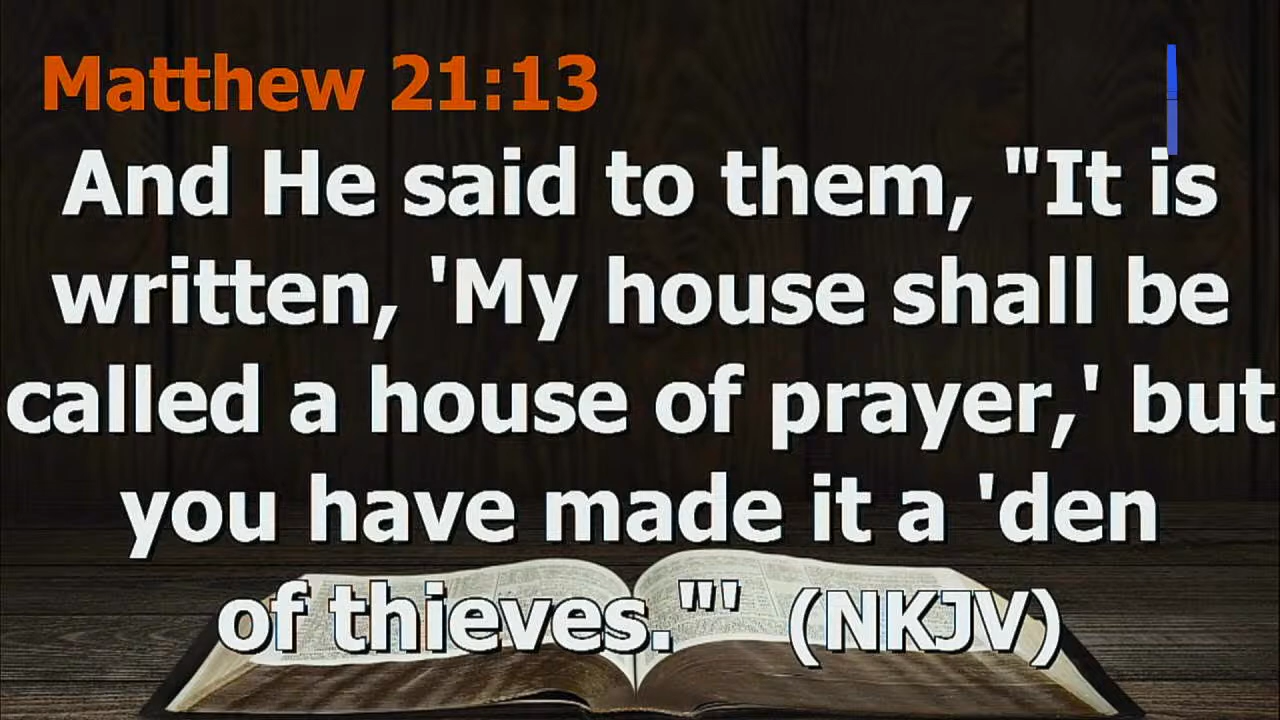 Matthew 21:13
And He said to them, "It is
written, 'My house shall be
called a house of prayer,' but
you have made it a 'den
of thieves."' (NKJV)